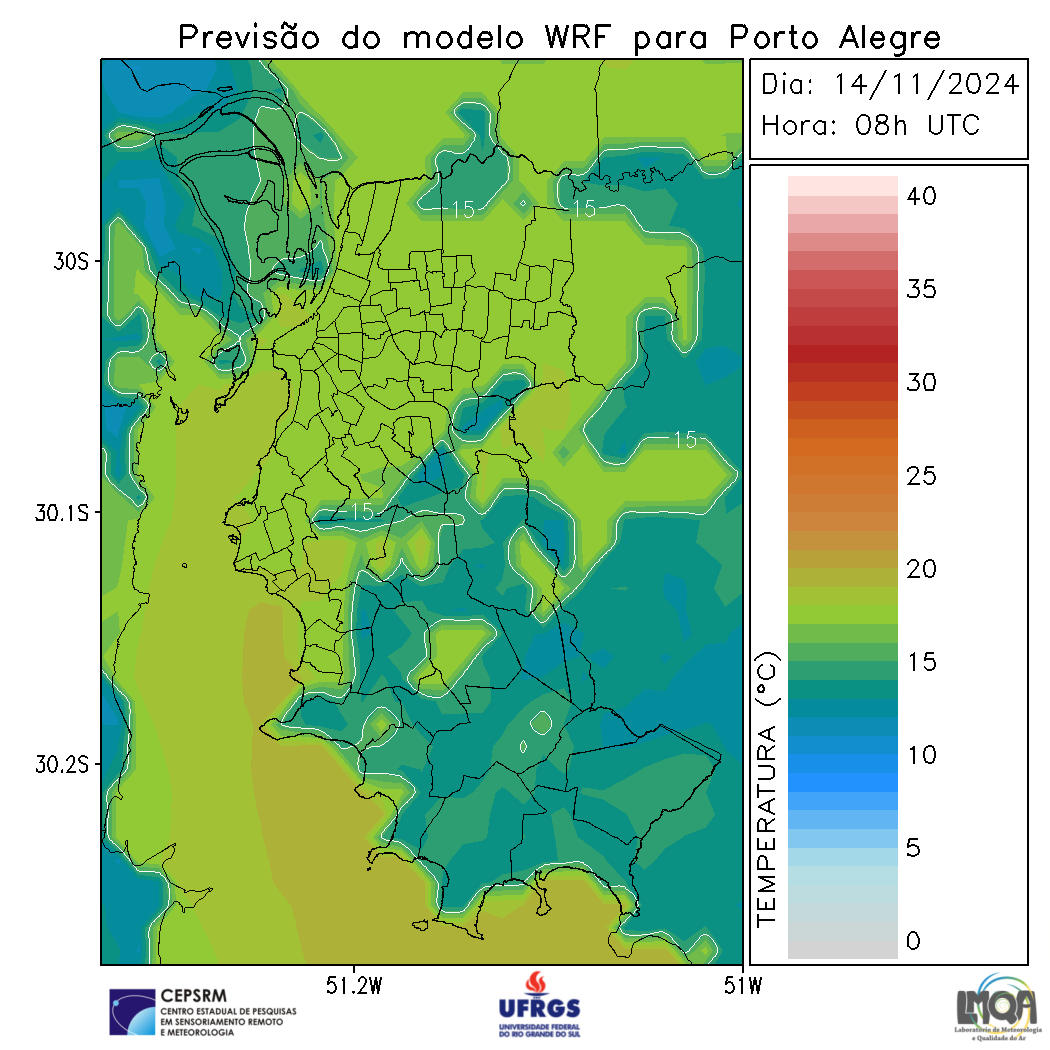 Previsão do modelo WRF para Porto Alegre
Dia: 14/11/2024
Hora: 08h UTC
40
35
30
25
20
15
10
5
0
TEMPERATURA (°C)
30S
30.1S
30.2S
51.2W
51W
15
15
15
15
CEPSRM
CENTRO ESTADUAL DE PESQUISAS
EM SENSORIAMENTO REMOTO
E METEOROLOGIA
UFRGS
UNIVERSIDADE FEDERAL
DO RIO GRANDE DO SUL
LMQA
Laboratório de Meteorologia
e Qualidade do Ar